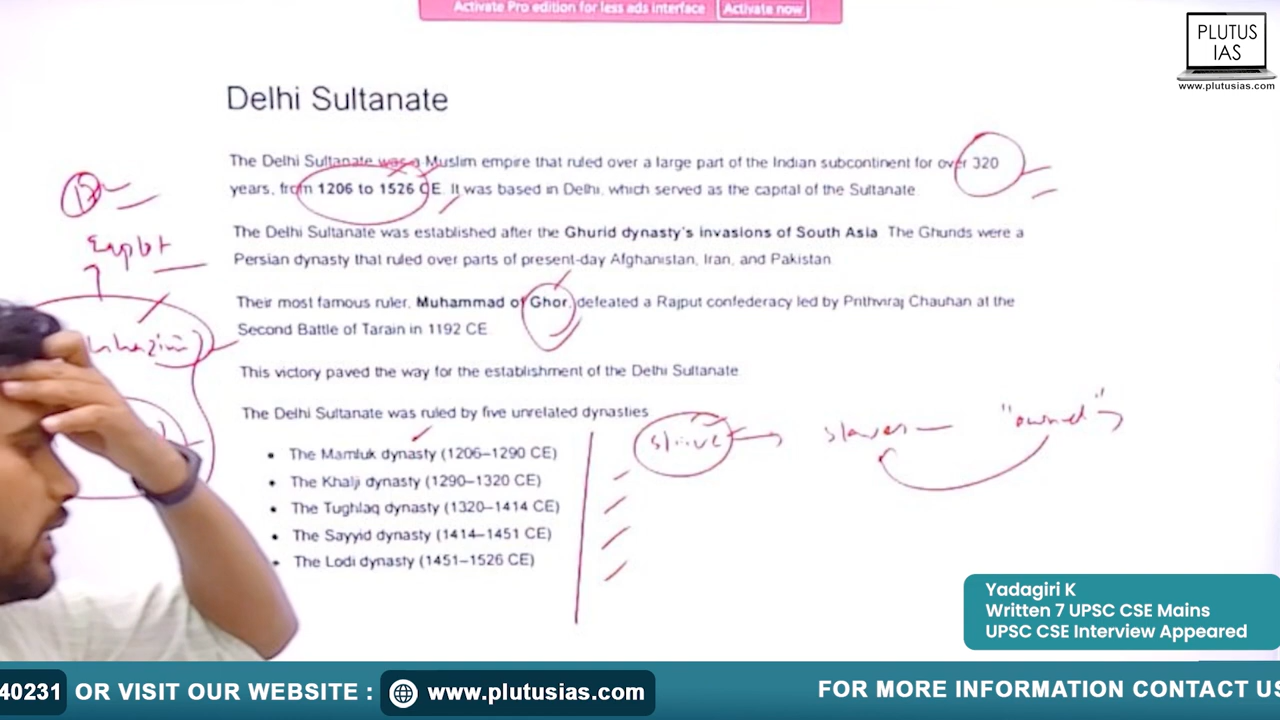 Activate Pro edition for less ads interface Activate now
PLUTUS
IAS
www.plutusias.com
Delhi Sultanate
The Delhi Sultanate was a Muslim empire that ruled over a large part of the Indian subcontinent for over 320
years, from 1206 to 1526 CE. It was based in Delhi, which served as the capital of the Sultanate.
The Delhi Sultanate was established after the Ghurid dynasty's invasions of South Asia The Ghurids were a
Persian dynasty that ruled over parts of present-day Afghanistan, Iran, and Pakistan
Their most famous ruler, Muhammad of Ghor, defeated a Rajput confederacy led by Prithviraj Chauhan at the
Second Battle of Tarain in 1192 CE
This victory paved the way for the establishment of the Delhi Sultanate
The Delhi Sultanate was ruled by five unrelated dynasties
slaves "owned"
• The Mamluk dynasty (1206–1290 CE)
• The Khalji dynasty (1290–1320 CE)
• The Tughlaq dynasty (1320–1414 CE)
• The Sayyid dynasty (1414–1451 CE)
• The Lodi dynasty (1451–1526 CE)
Yadagiri K
Written 7 UPSC CSE Mains
UPSC CSE Interview Appeared
40231 OR VISIT OUR WEBSITE : www.plutusias.com FOR MORE INFORMATION CONTACT US